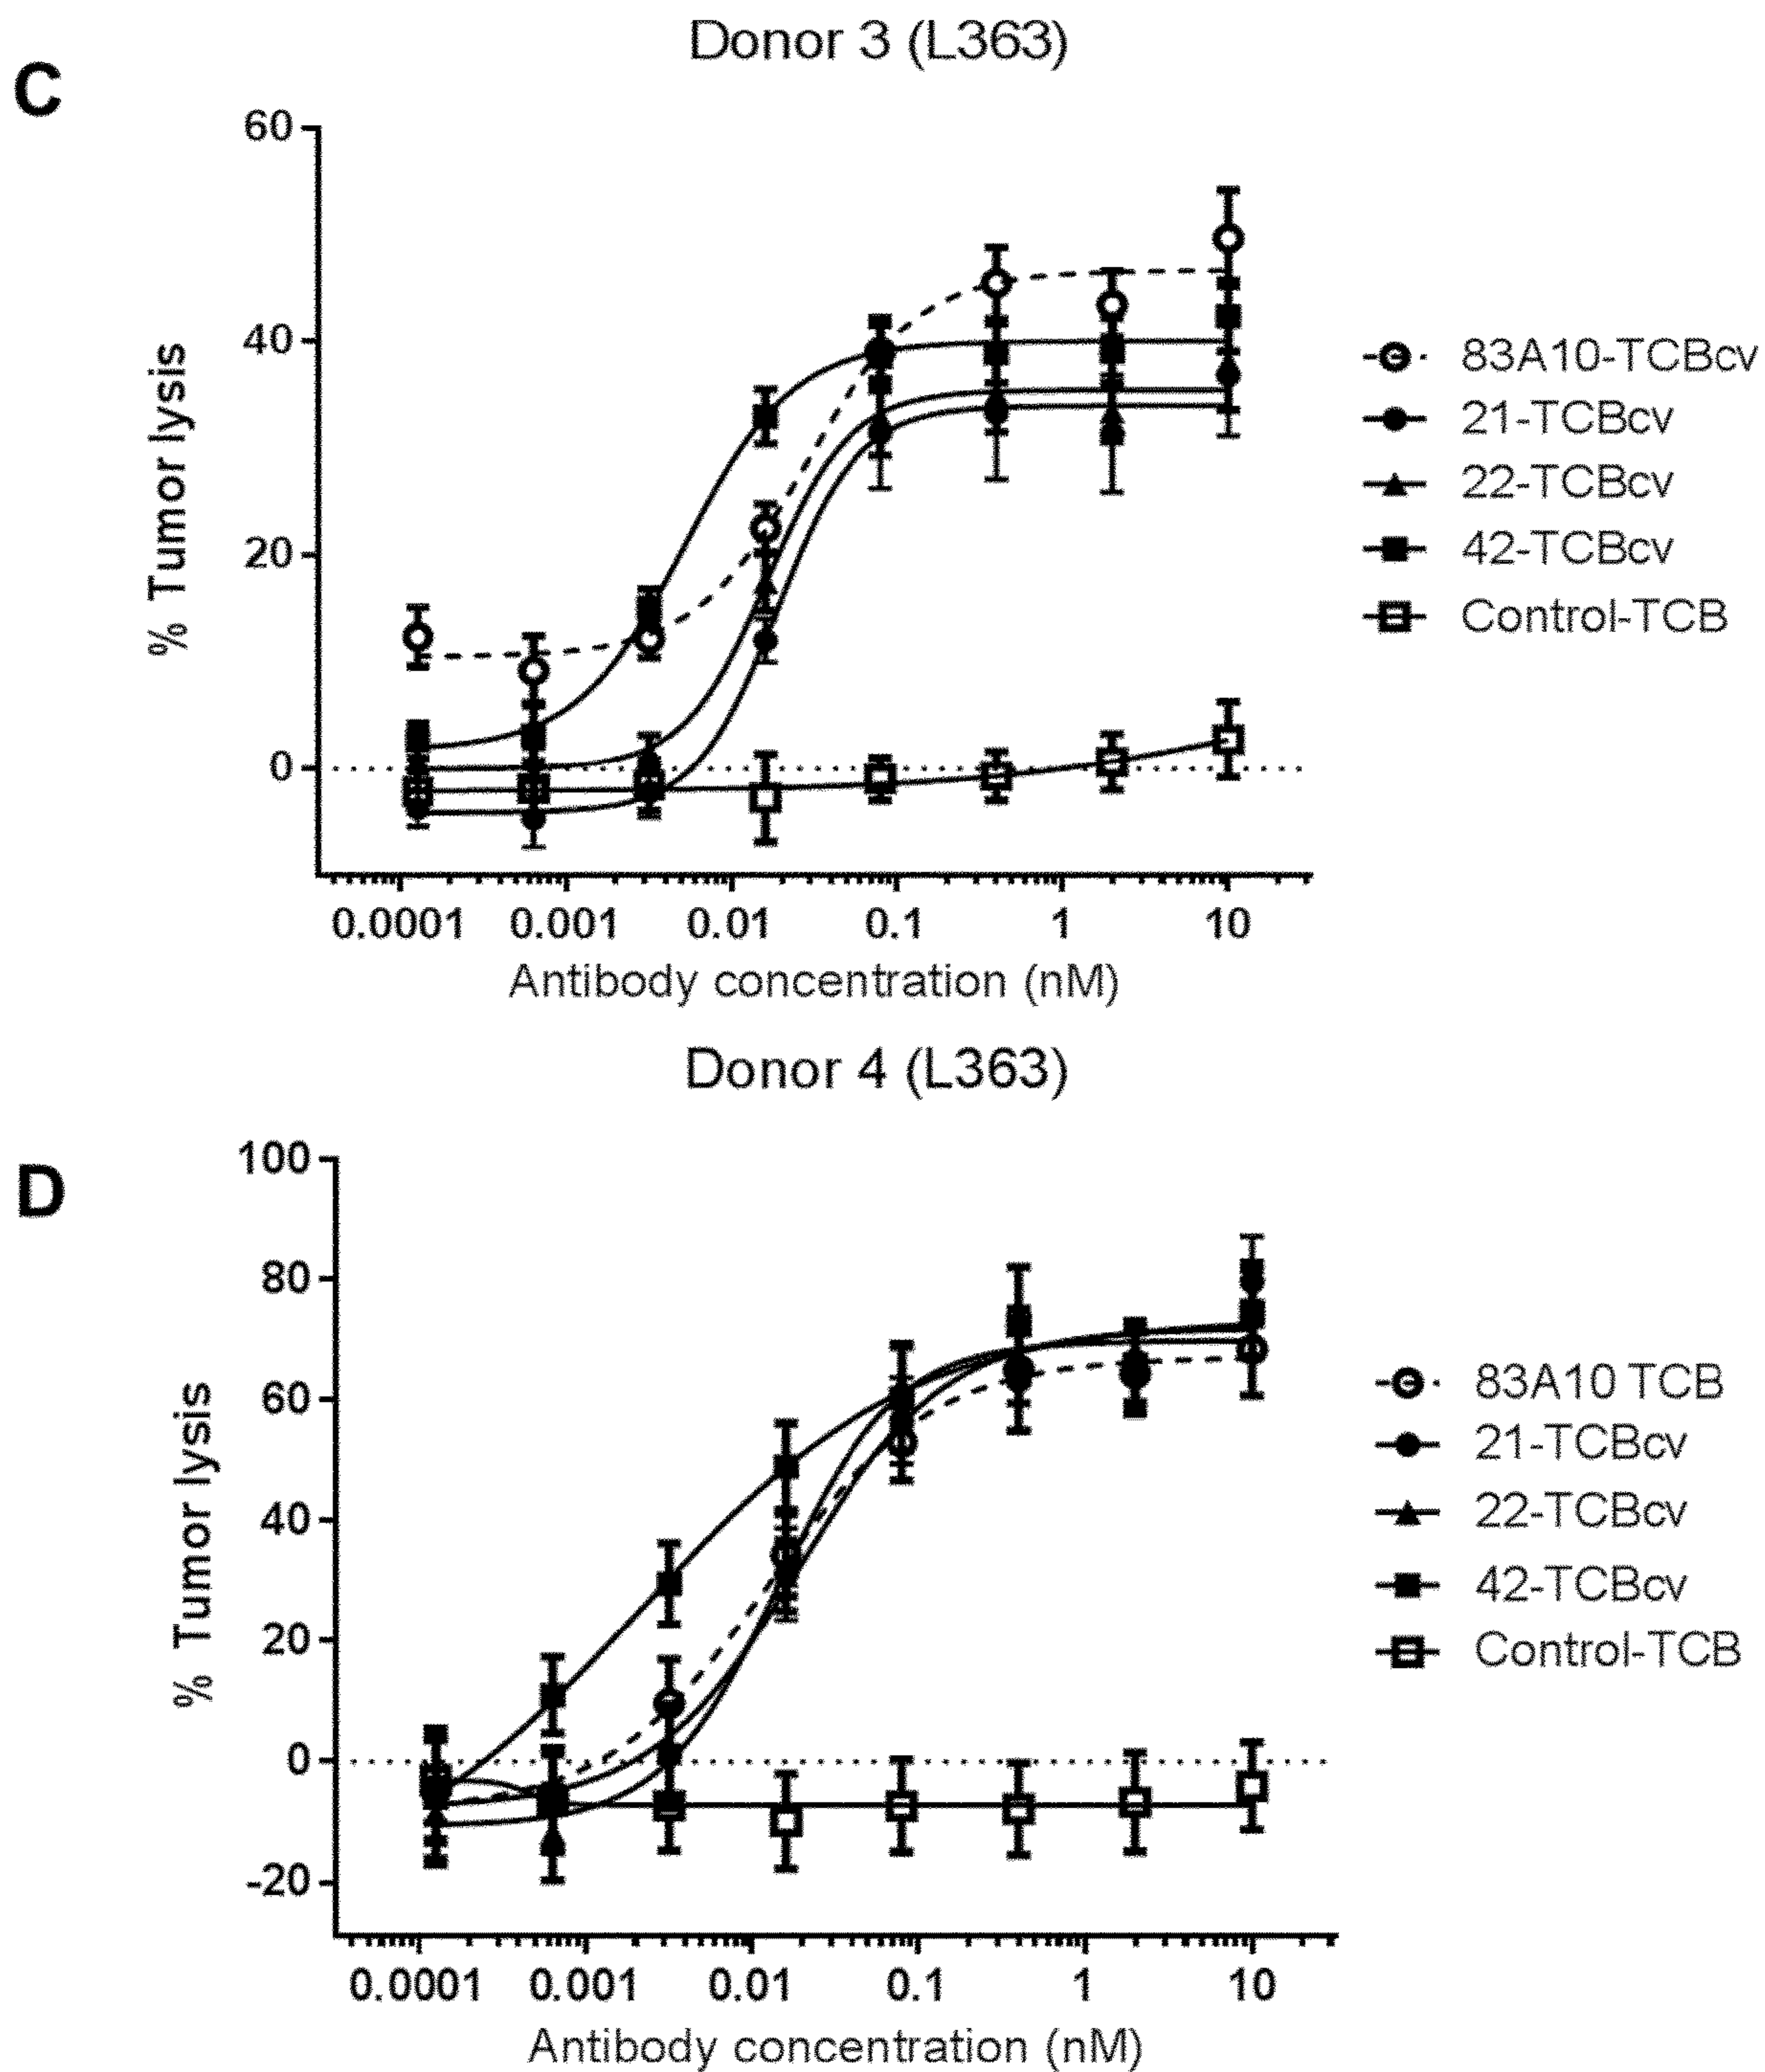 Donor 3 (L363)
C
60
40
20
0
% Tumor lysis
0.0001 0.001 0.01 0.1 1 10
Antibody concentration (nM)
83A10-TCBcv
21-TCBcv
22-TCBcv
42-TCBcv
Control-TCB
Donor 4 (L363)
D
100
80
60
40
20
0
-20
% Tumor lysis
0.0001 0.001 0.01 0.1 1 10
Antibody concentration (nM)
83A10 TCB
21-TCBcv
22-TCBcv
42-TCBcv
Control-TCB